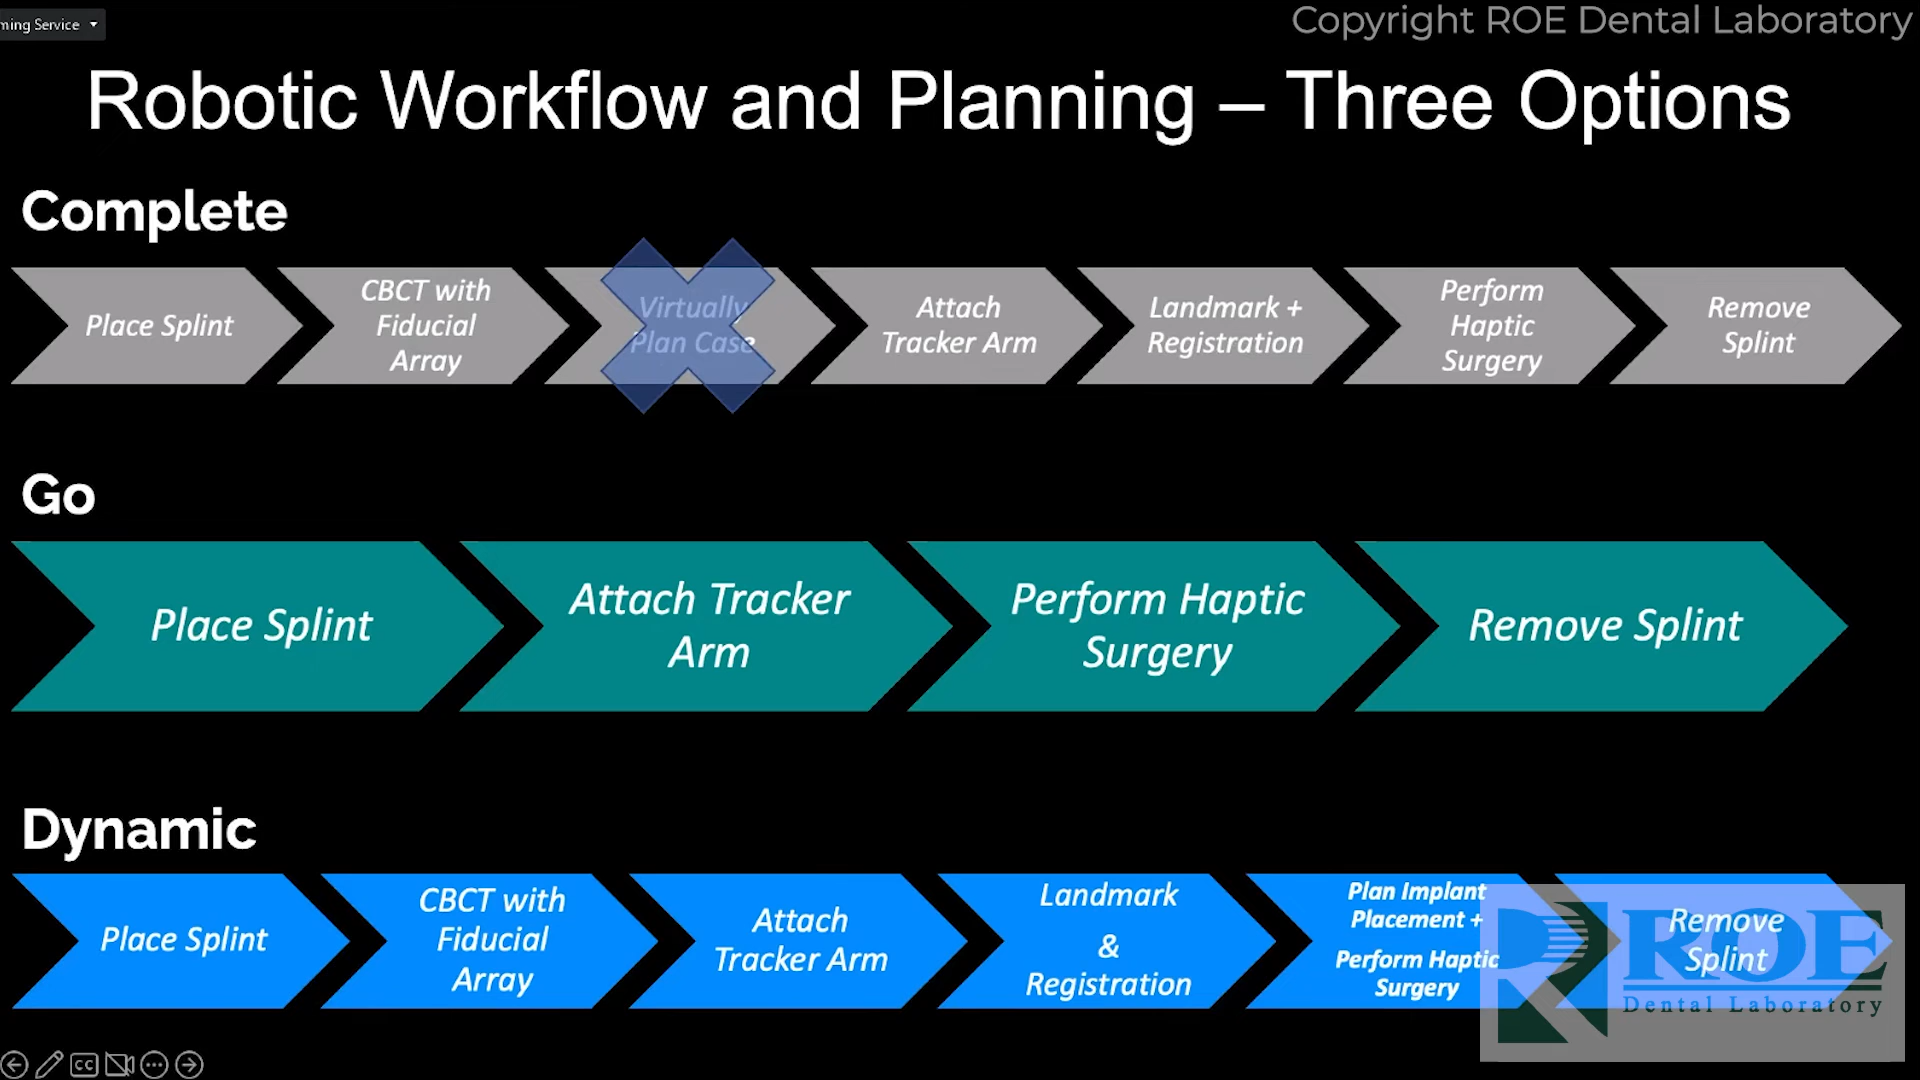 ming Service
Copyright ROE Dental Laboratory
Robotic Workflow and Planning – Three Options
Complete
Place Splint
CBCT with
Fiducial
Array
Virtually
Plan Case
Attach
Tracker Arm
Landmark +
Registration
Perform
Haptic
Surgery
Remove
Splint
Go
Place Splint
Attach Tracker
Arm
Perform Haptic
Surgery
Remove Splint
Dynamic
Place Splint
CBCT with
Fiducial
Array
Attach
Tracker Arm
Landmark
&
Registration
Plan Implant
Placement +
Perform Haptic
Surgery
Remove
Splint
ROE
Dental Laboratory
CC